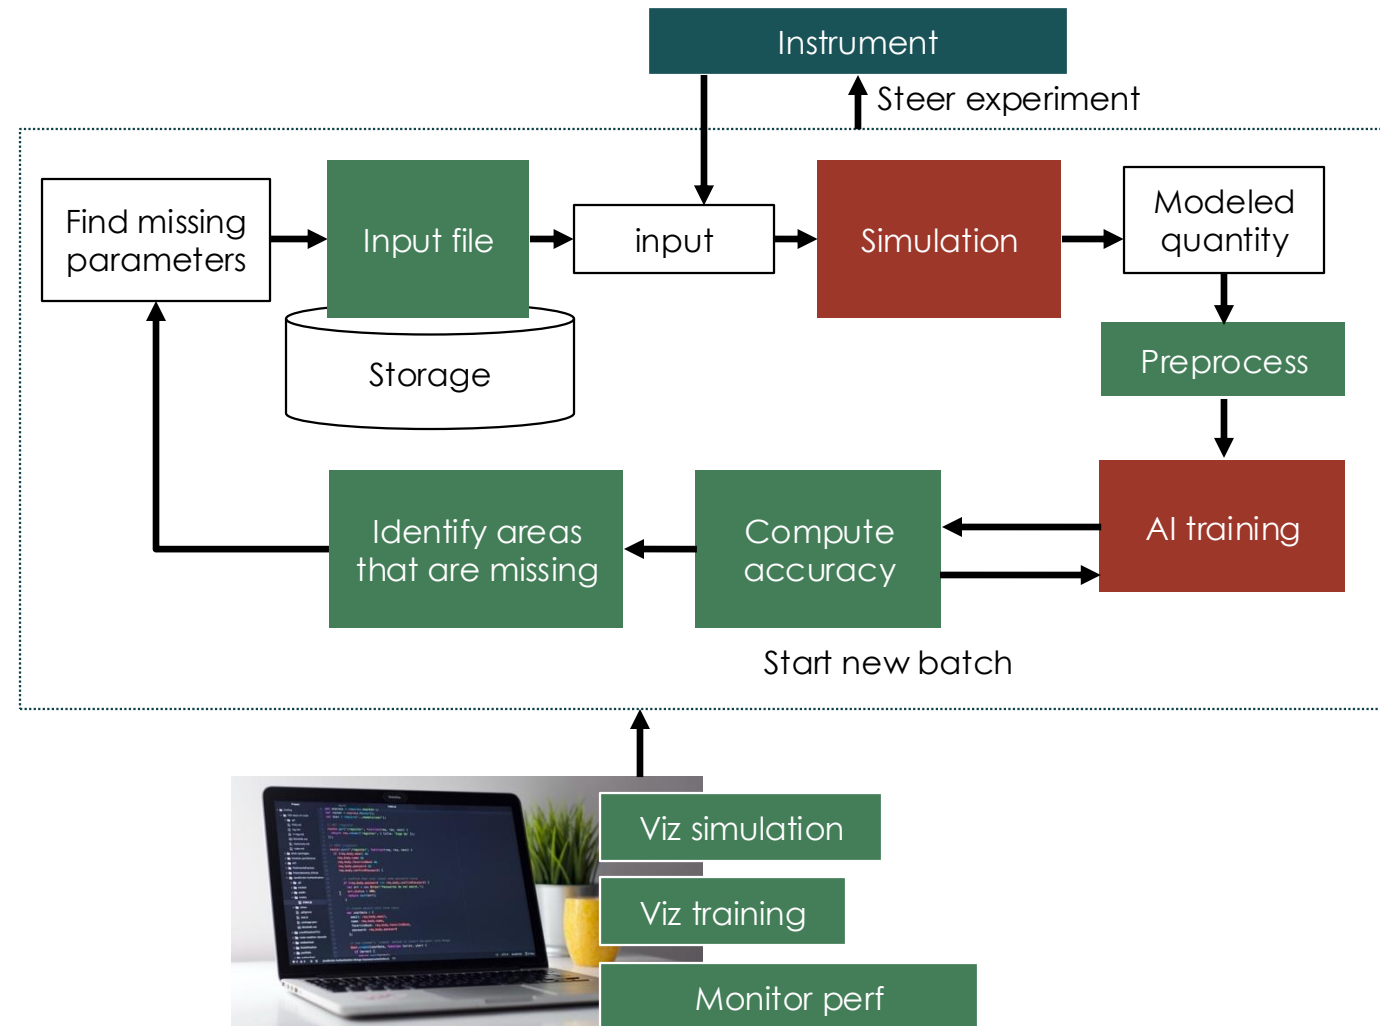 Instrument
Steer experiment
Find missing
parameters
Input file
input
Simulation
Modeled
quantity
Storage
Preprocess
Identify areas
that are missing
Compute
accuracy
AI training
Start new batch
Viz simulation
Viz training
Monitor perf